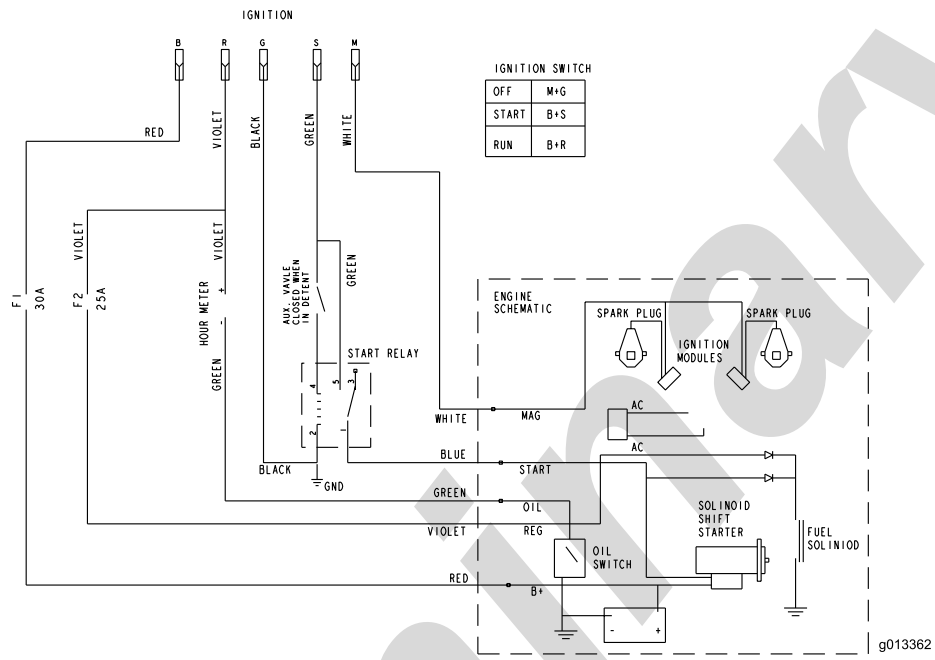 IGNITION
B R G S M
IGNITION SWITCH
OFF M+G
START B+S
RUN B+R
RED
VIOLET
BLACK
GREEN
WHITE
VIOLET
VIOLET
GREEN
AUX. VAVLE
CLOSED WHEN
IN DETENT
F1
30A
F2
25A
HOUR METER
+
-
GREEN
START RELAY
4
5
3
2
1
ENGINE
SCHEMATIC
SPARK PLUG
SPARK PLUG
IGNITION
MODULES
WHITE
MAG
AC
AC
BLUE
START
BLACK
GND
GREEN
OIL
VIOLET
REG
SOLINOID
SHIFT
STARTER
FUEL
SOLINIOD
OIL
SWITCH
RED
B+
- +
g013362
inary